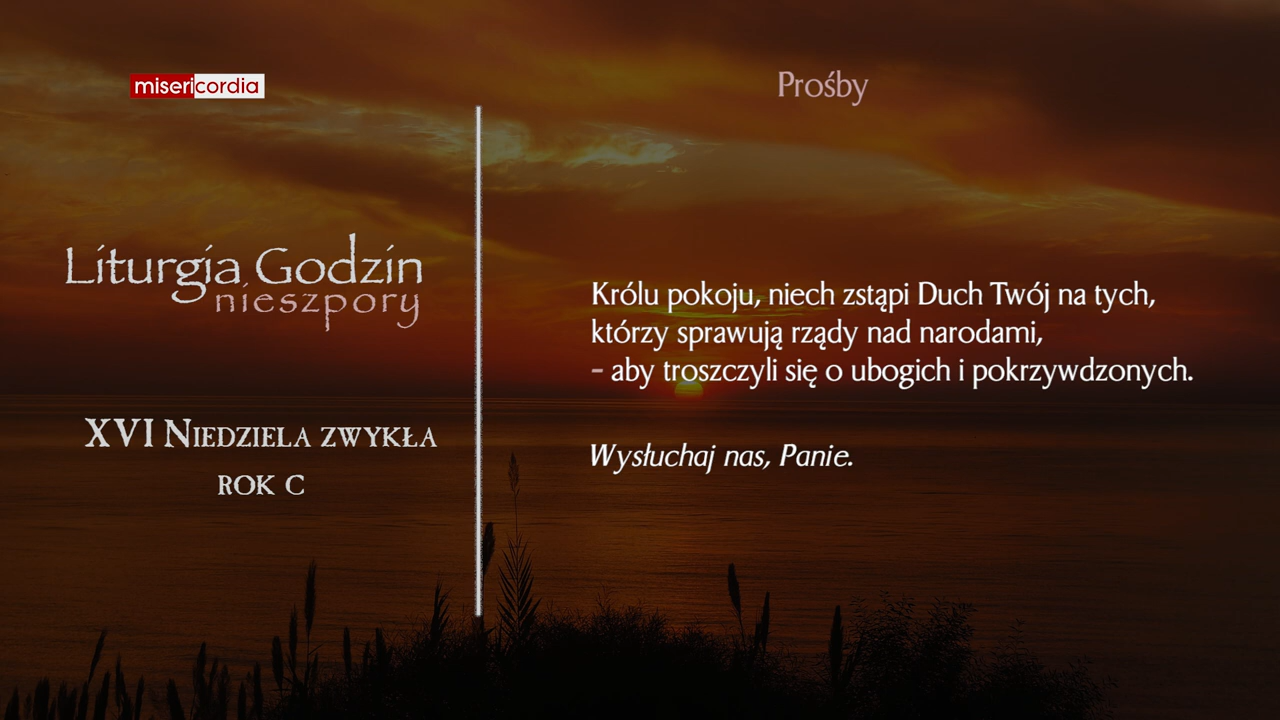 misericordia
Liturgia Godzin
nieszpory
XVI Niedziela zwykła
rok C
Prośby
Królu pokoju, niech zstąpi Duch Twój na tych,
którzy sprawują rządy nad narodami,
- aby troszczyli się o ubogich i pokrzywdzonych.
Wysłuchaj nas, Panie.